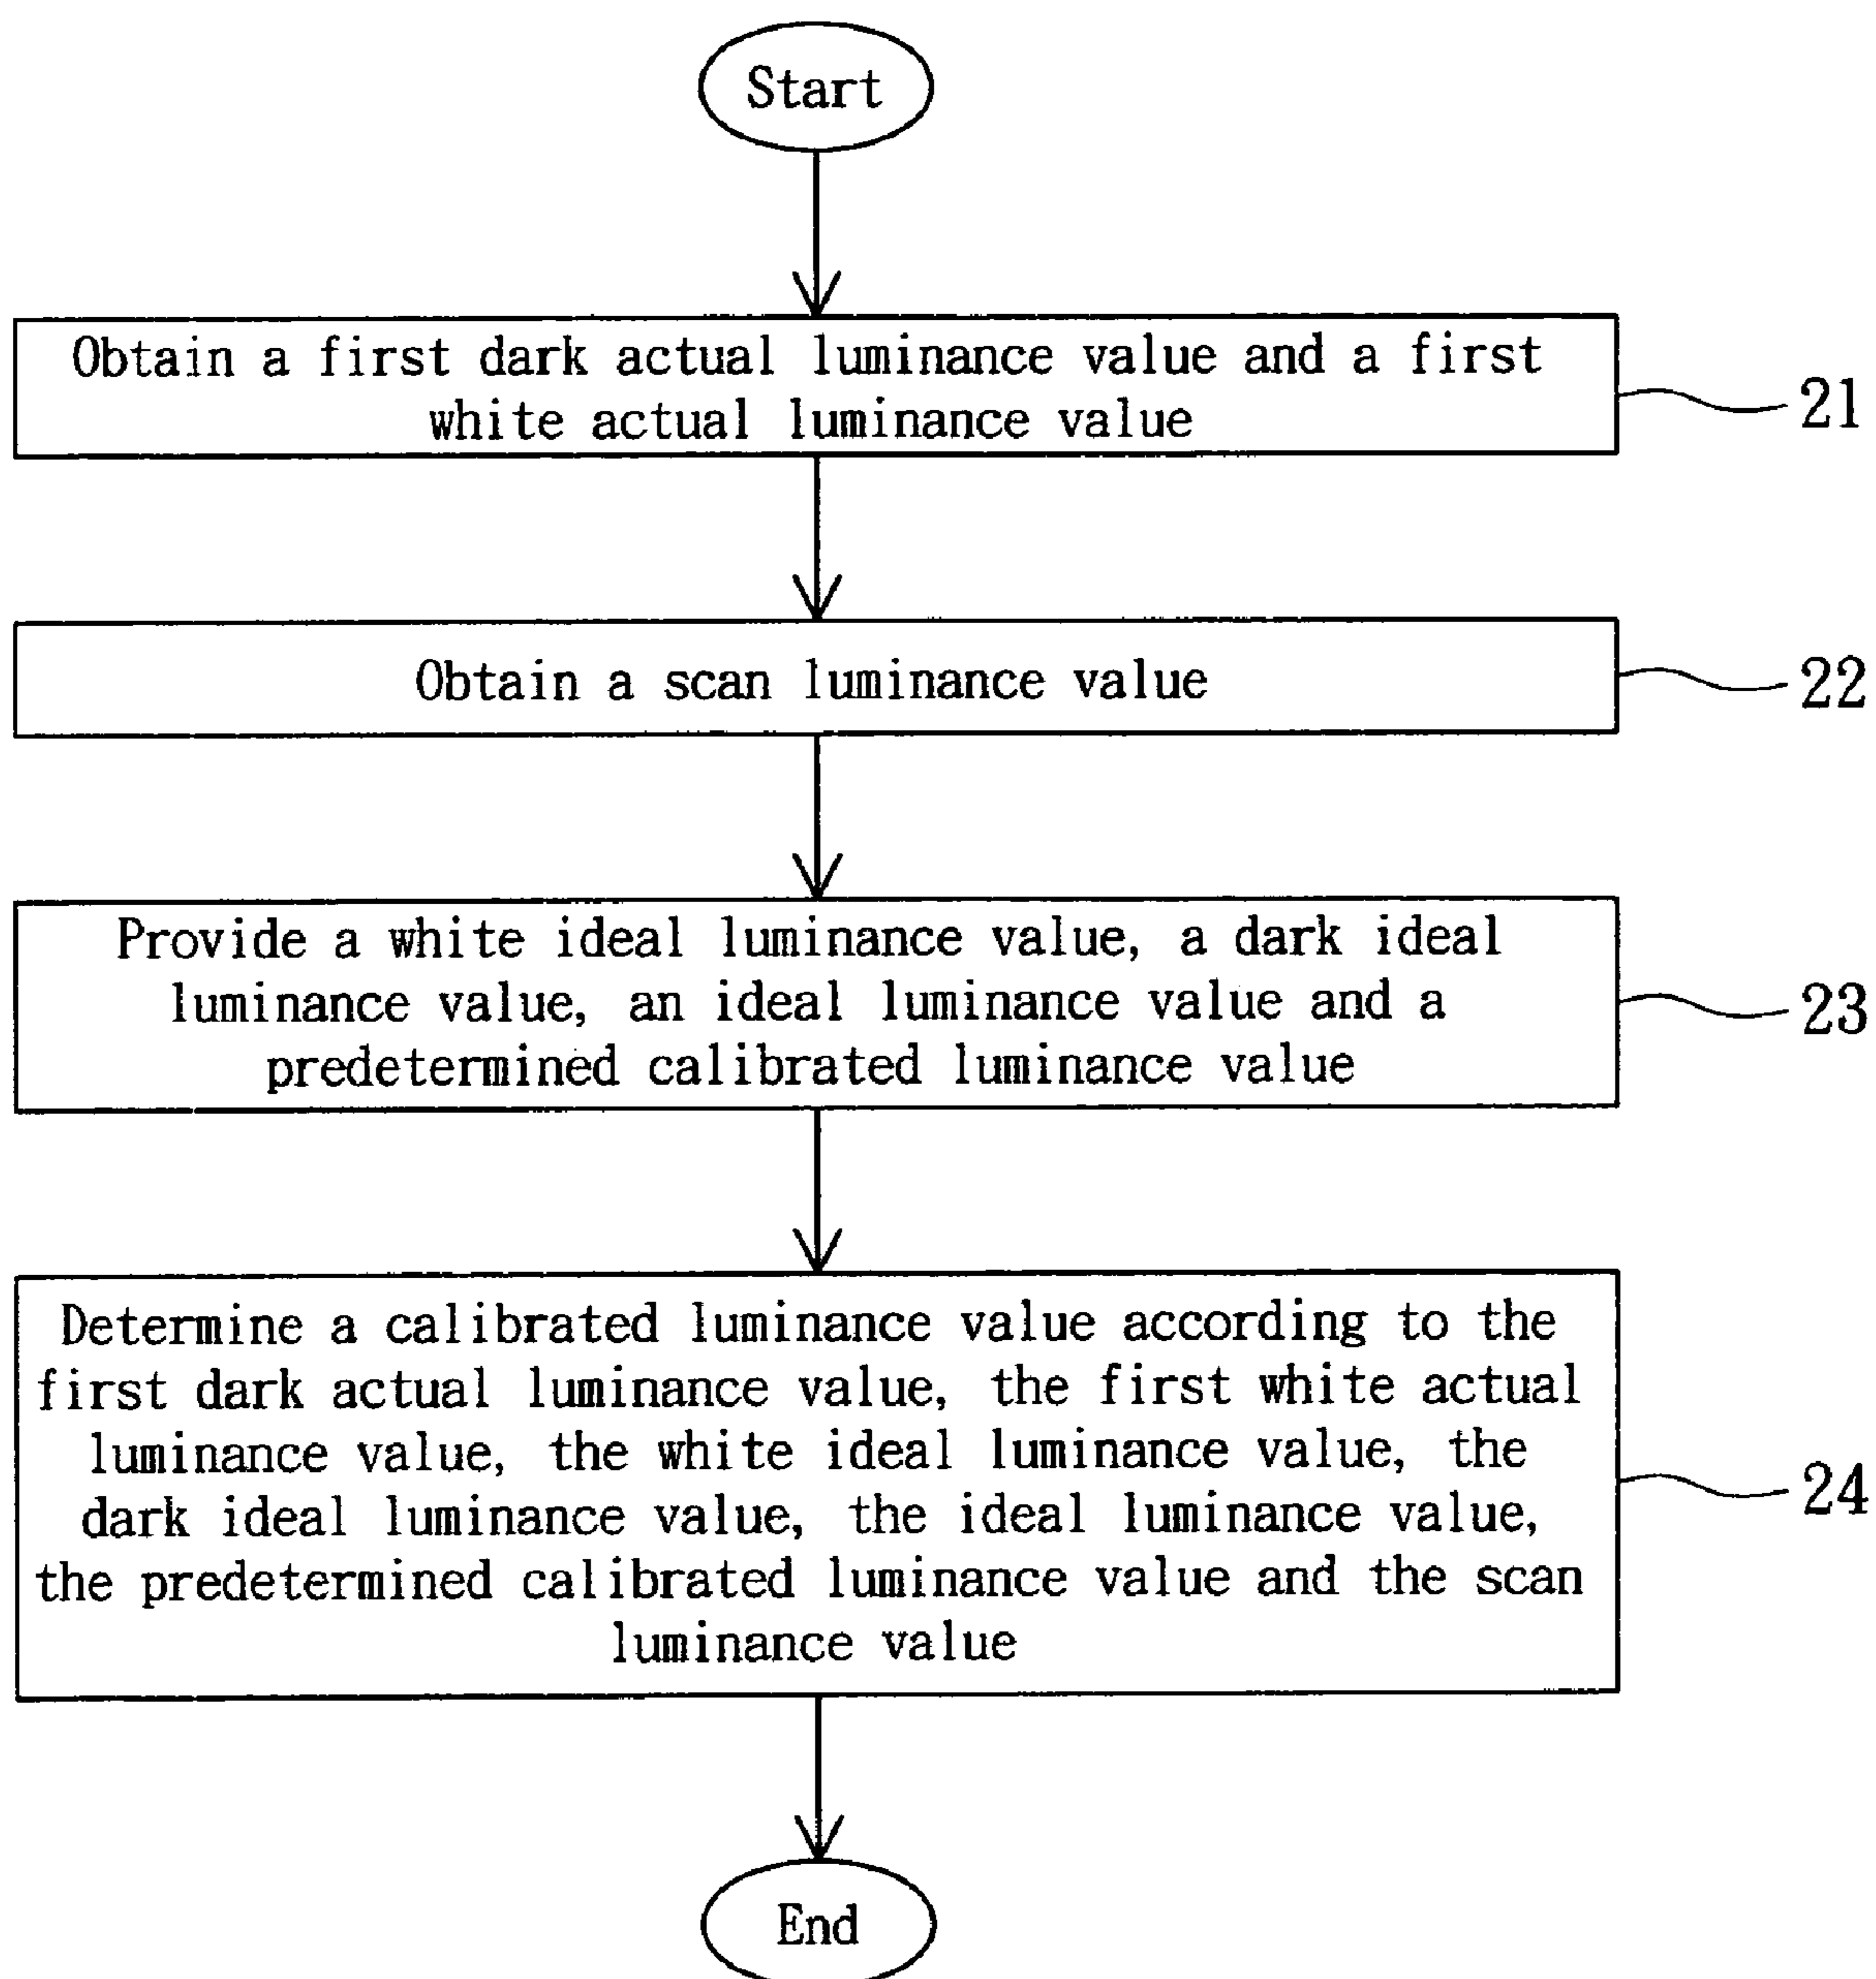 Start
Obtain a first dark actual luminance value and a first
white actual luminance value
21
Obtain a scan luminance value
22
Provide a white ideal luminance value, a dark ideal
luminance value, an ideal luminance value and a
predetermined calibrated luminance value
23
Determine a calibrated luminance value according to the
first dark actual luminance value, the first white actual
luminance value, the white ideal luminance value, the
dark ideal luminance value, the ideal luminance value,
the predetermined calibrated luminance value and the scan
luminance value
24
End